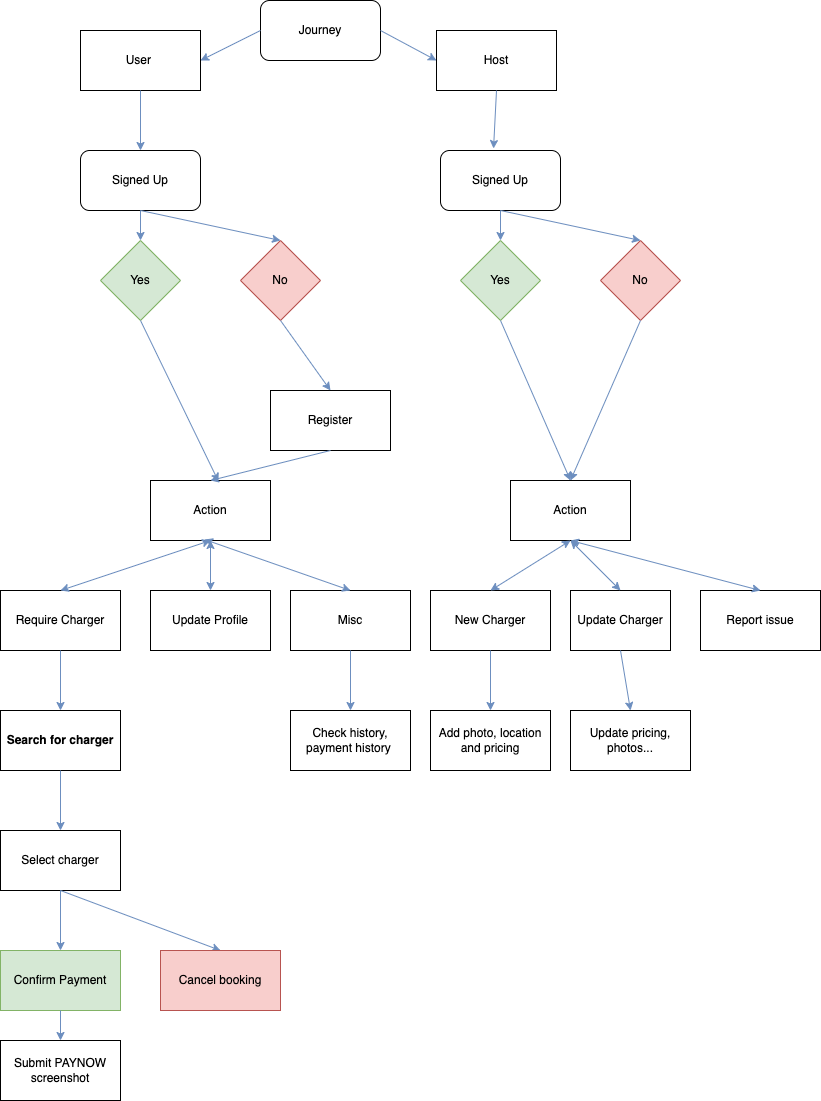 Journey
User
Host
Signed Up
Signed Up
Yes
No
Yes
No
Register
Action
Action
Require Charger
Update Profile
Misc
New Charger
Update Charger
Report issue
Search for charger
Check history,
payment history
Add photo, location
and pricing
Update pricing,
photos...
Select charger
Confirm Payment
Cancel booking
Submit PAYNOW
screenshot